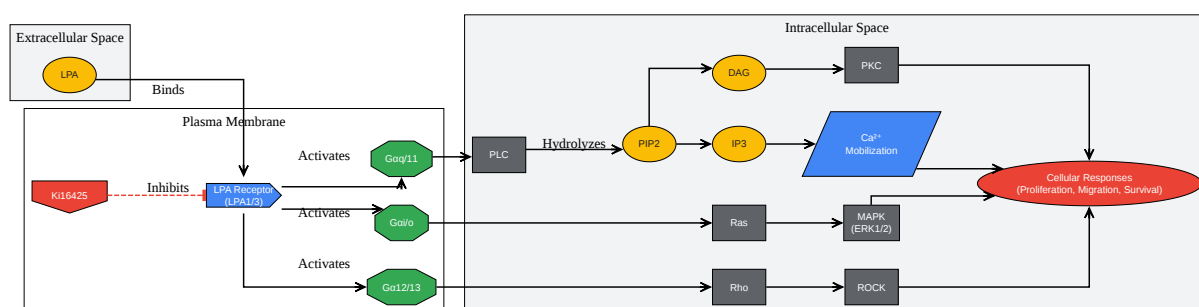 Extracellular Space
LPA
Binds
Plasma Membrane
Ki16425
Inhibits
LPA Receptor
(LPA1/3)
Activates
Gαq/11
Activates
Gαi/o
Activates
Gα12/13
Intracellular Space
PLC
Hydrolyzes
PIP2
DAG
PKC
IP3
Ca²⁺
Mobilization
Ras
MAPK
(ERK1/2)
Rho
ROCK
Cellular Responses
(Proliferation, Migration, Survival)